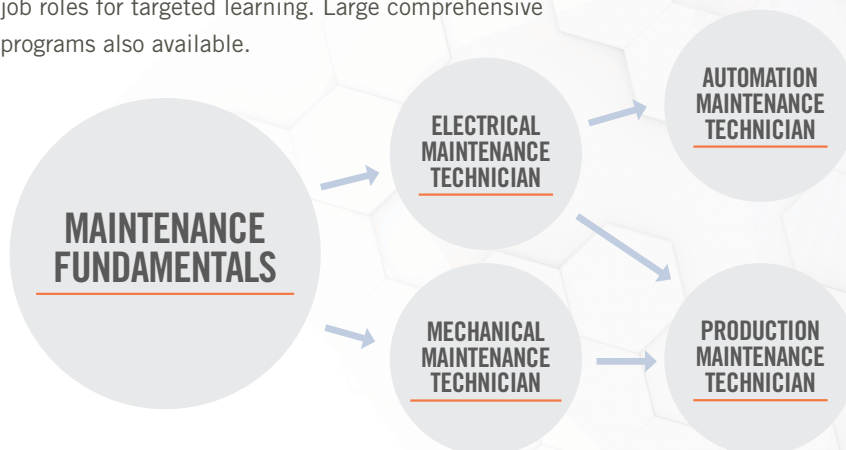 job roles for targeted learning. Large comprehensive
programs also available.
MAINTENANCE
FUNDAMENTALS
ELECTRICAL
MAINTENANCE
TECHNICIAN
MECHANICAL
MAINTENANCE
TECHNICIAN
AUTOMATION
MAINTENANCE
TECHNICIAN
PRODUCTION
MAINTENANCE
TECHNICIAN